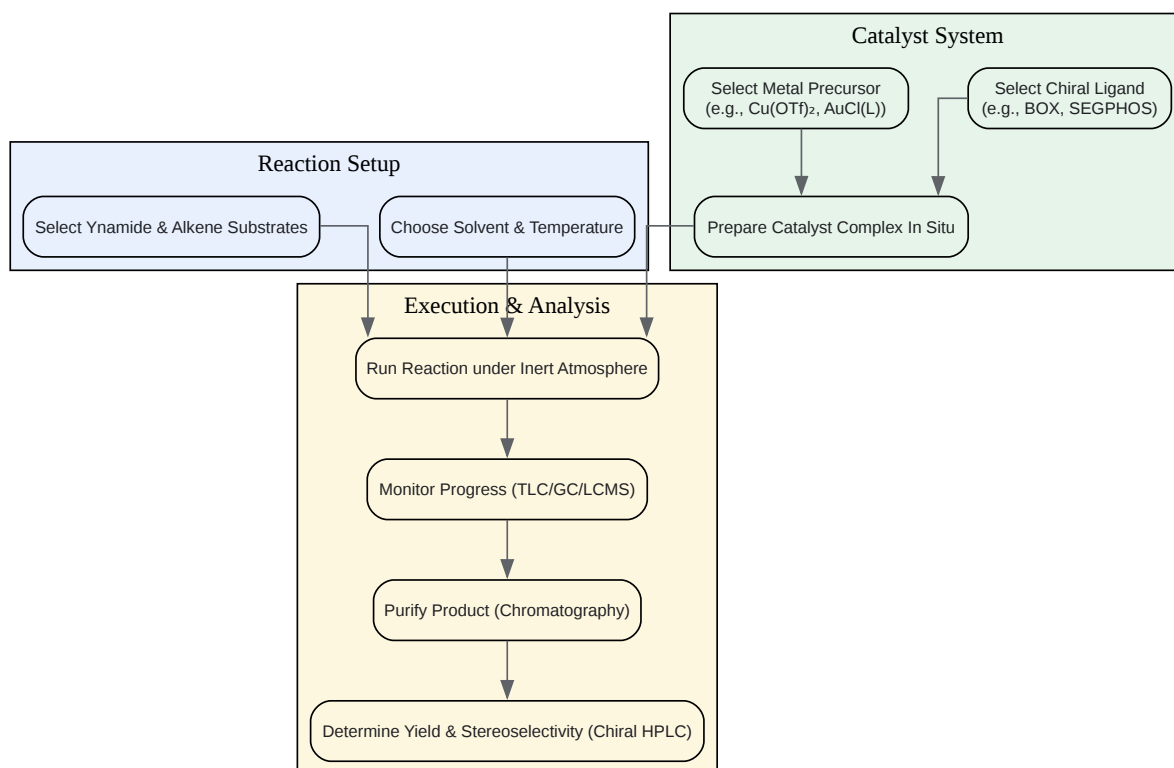 Catalyst System
Select Metal Precursor
(e.g., Cu(OTf)₂, AuCl(L))
Select Chiral Ligand
(e.g., BOX, SEGPHOS)
Prepare Catalyst Complex In Situ
Reaction Setup
Select Ynamide & Alkene Substrates
Choose Solvent & Temperature
Execution & Analysis
Run Reaction under Inert Atmosphere
Monitor Progress (TLC/GC/LCMS)
Purify Product (Chromatography)
Determine Yield & Stereoselectivity (Chiral HPLC)